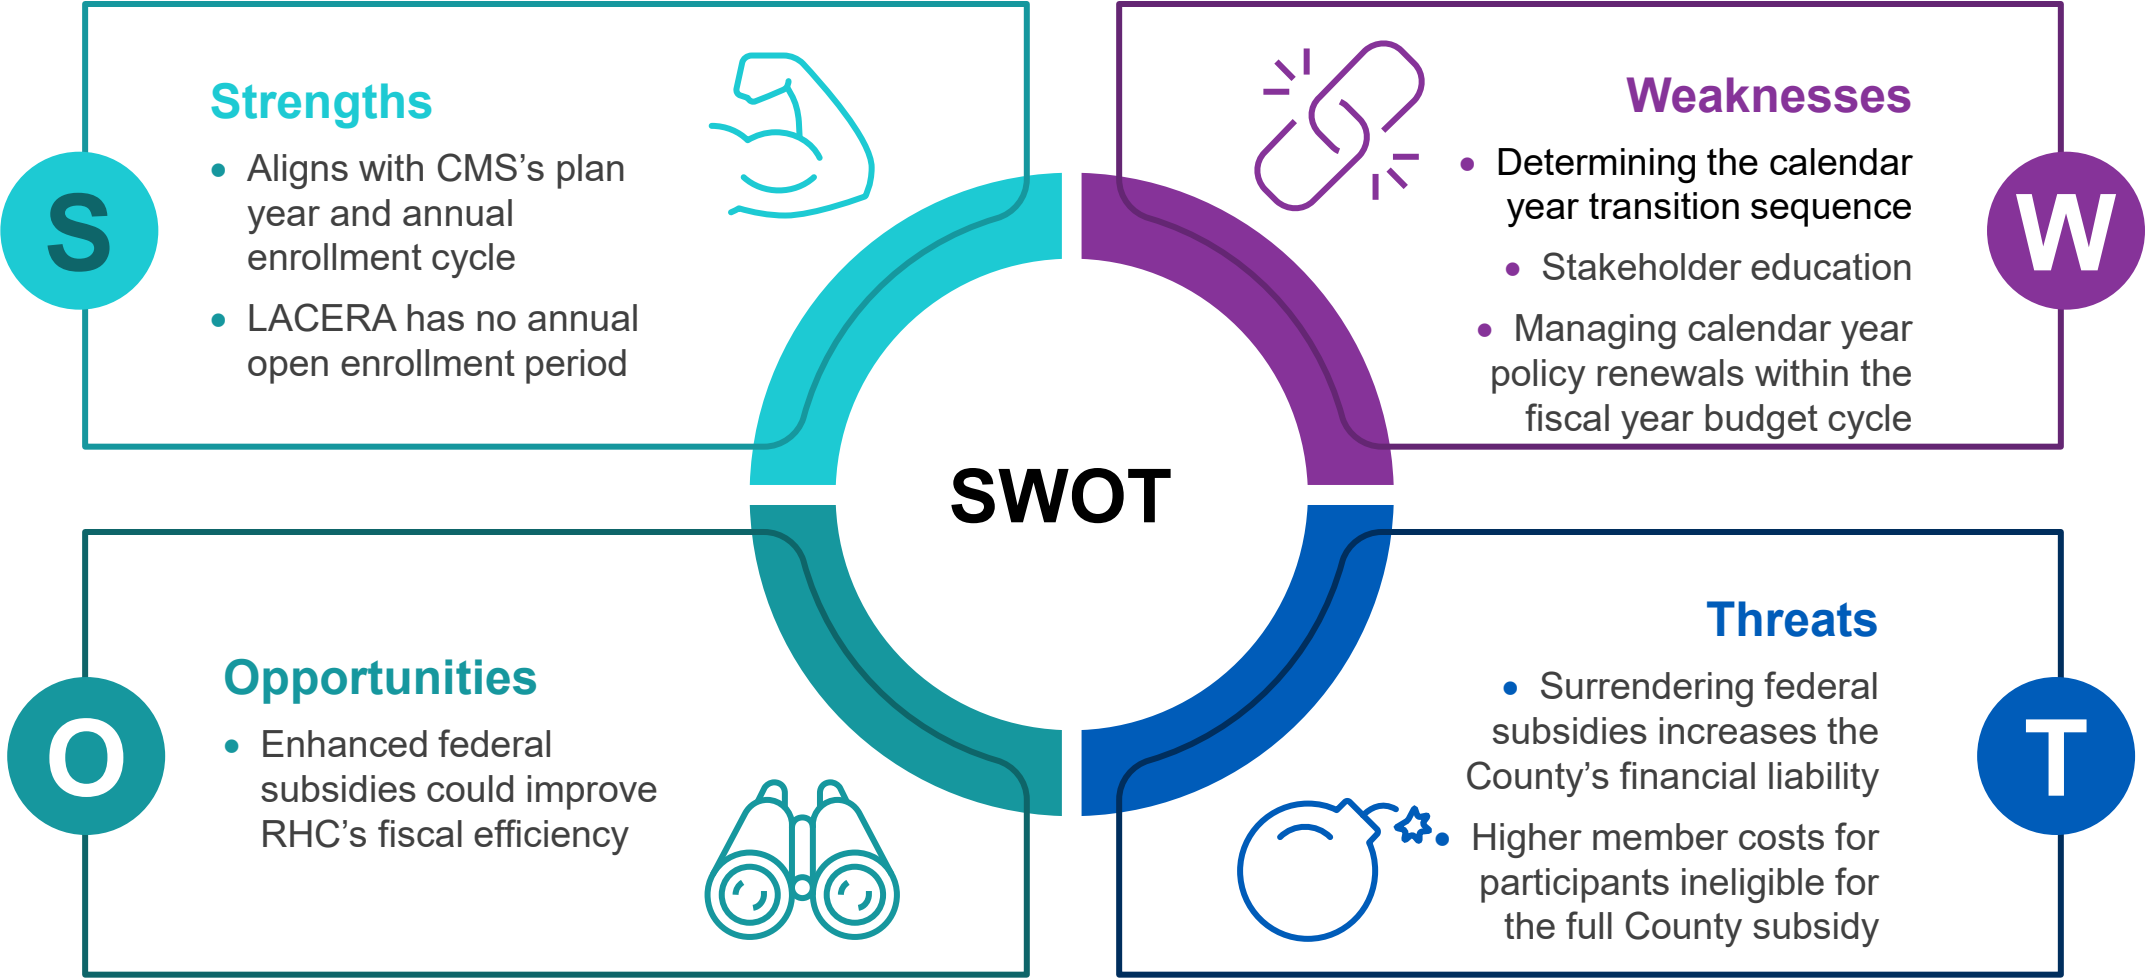 S
Strengths
• Aligns with CMS’s plan
year and annual
enrollment cycle
• LACERA has no annual
open enrollment period
W
Weaknesses
• Determining the calendar
year transition sequence
• Stakeholder education
• Managing calendar year
policy renewals within the
fiscal year budget cycle
SWOT
O
Opportunities
• Enhanced federal
subsidies could improve
RHC’s fiscal efficiency
T
Threats
• Surrendering federal
subsidies increases the
County’s financial liability
• Higher member costs for
participants ineligible for
the full County subsidy